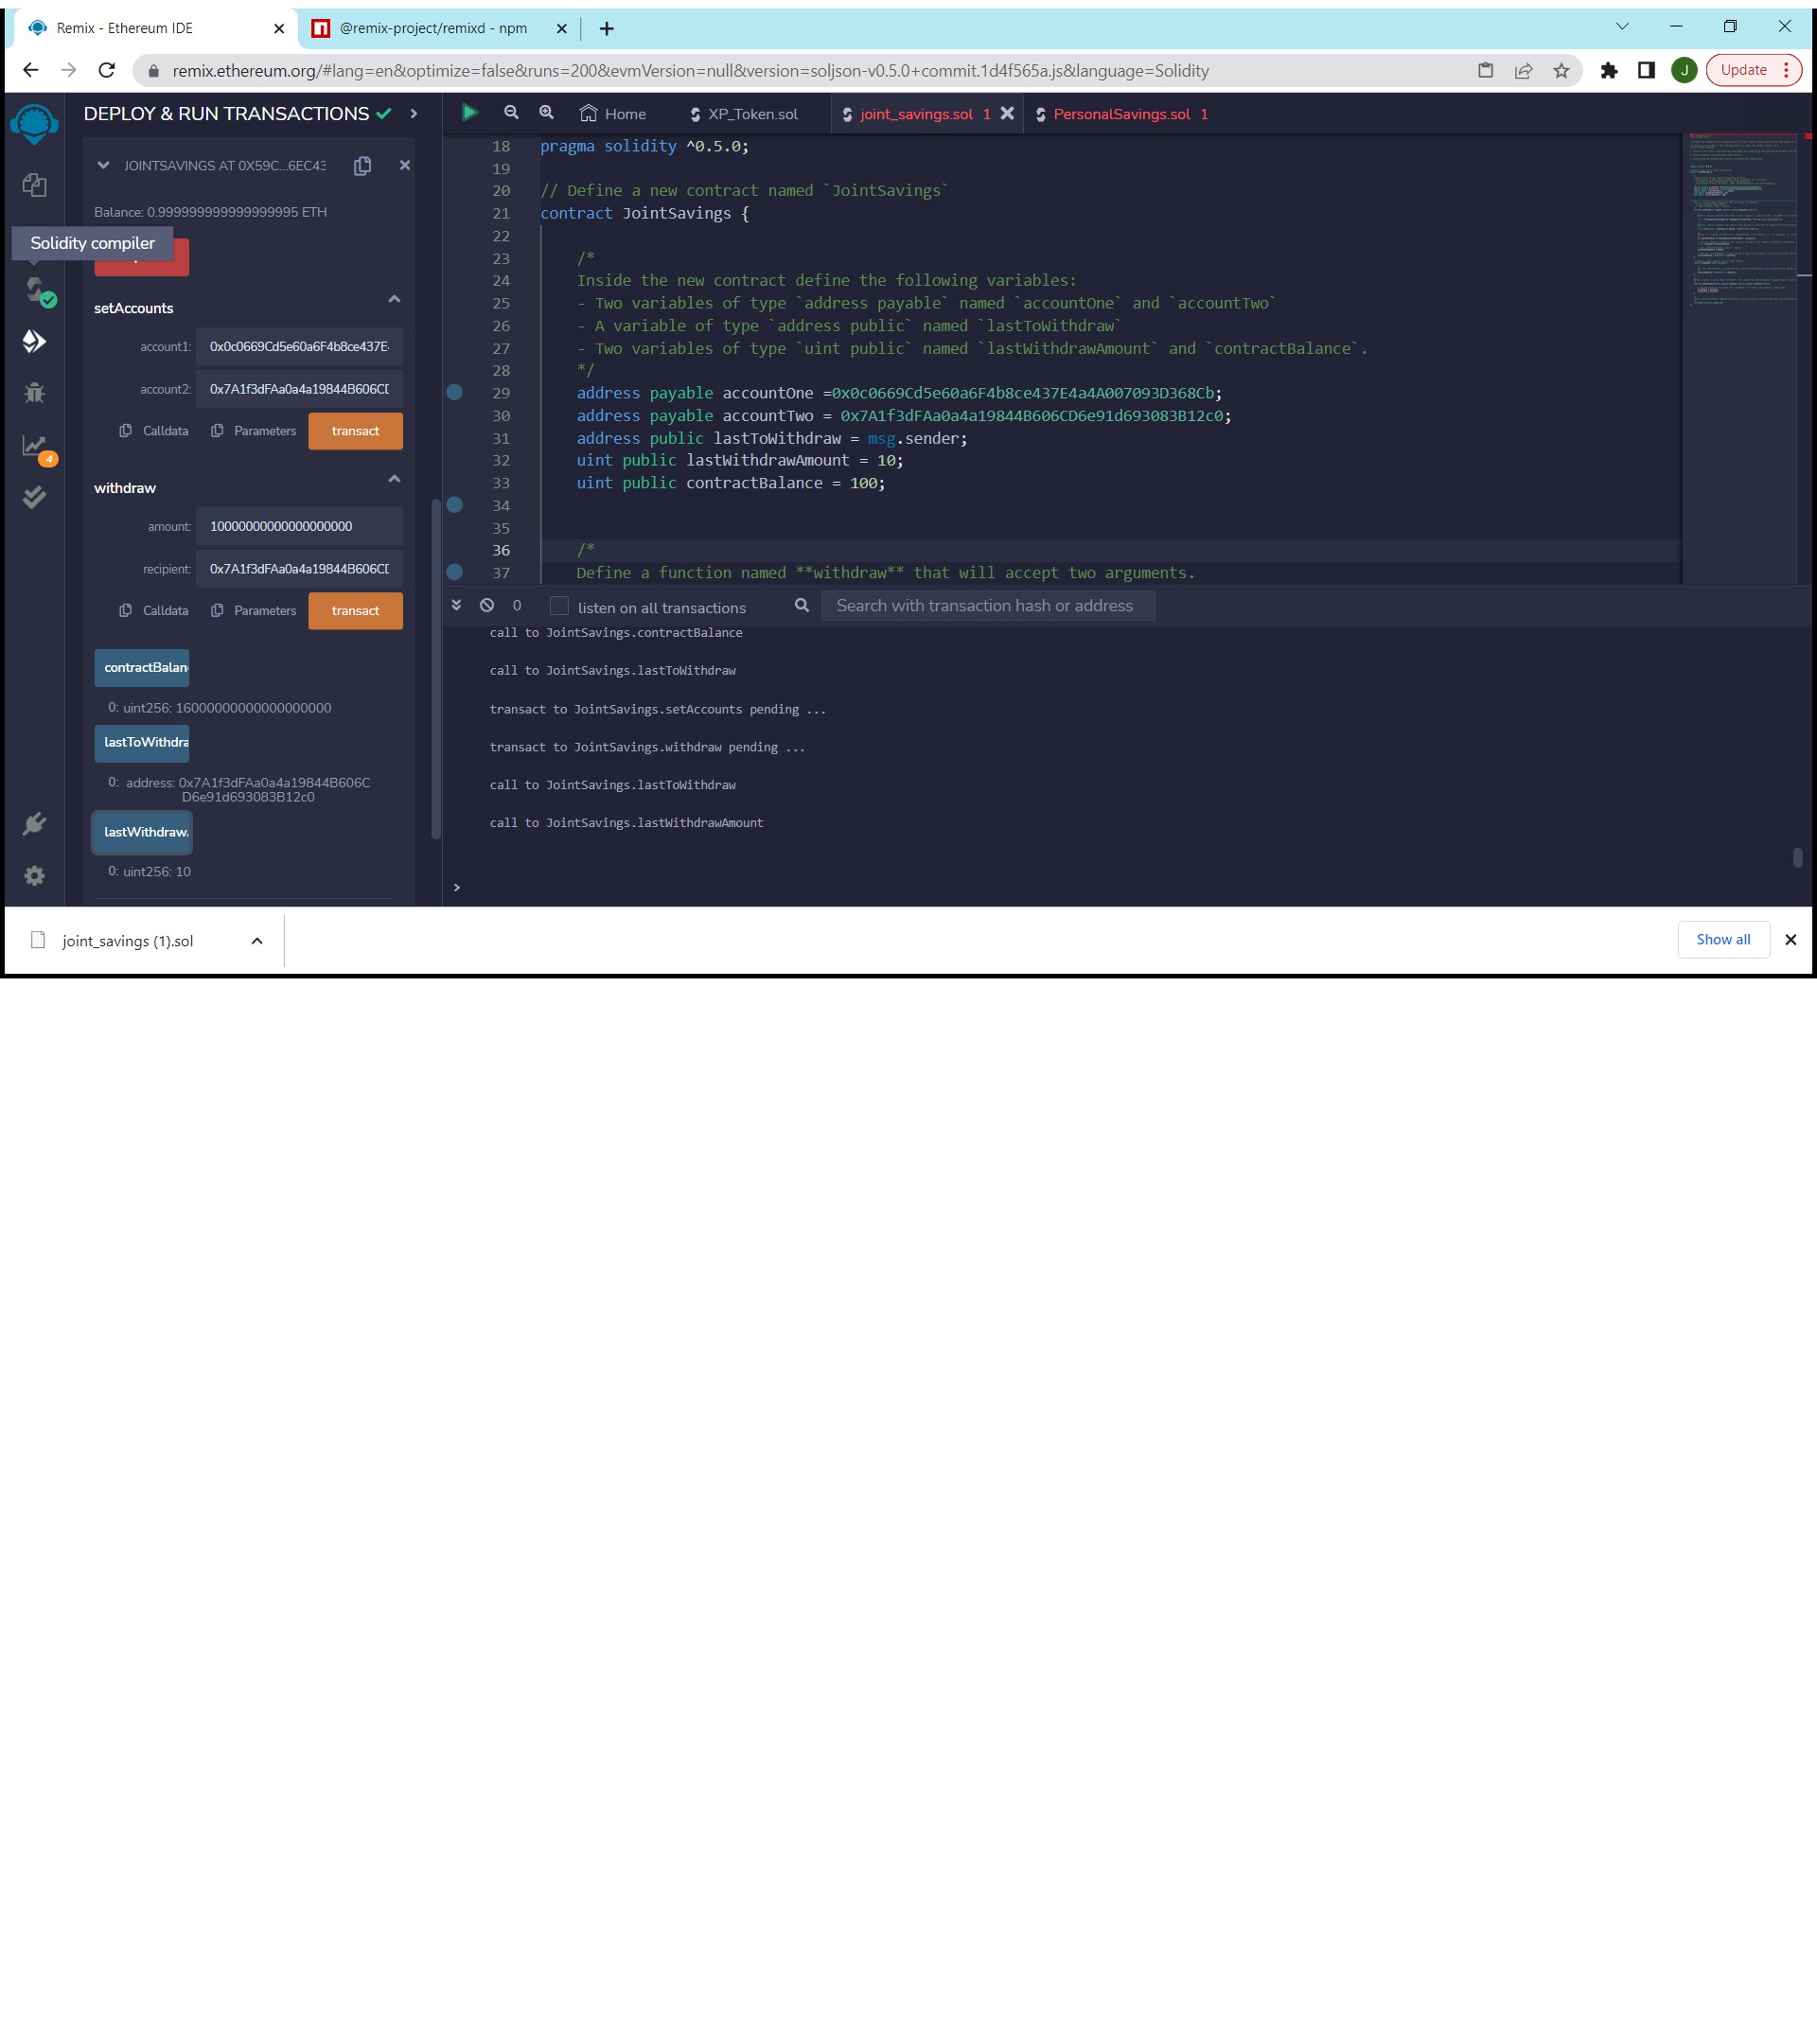 Remix - Ethereum IDE
@remix-project/remixd - npm
remix.ethereum.org/#lang=en&optimize=false&runs=200&evmVersion=null&version=soljson-v0.5.0+commit.1d4f565a.js&language=Solidity
J
Update
DEPLOY & RUN TRANSACTIONS
JOINTSAVINGS AT 0X59C...6EC43
Balance: 0.999999999999999995 ETH
Solidity compiler
setAccounts
account1: 0x0c0669Cd5e60a6F4b8ce437E
account2: 0x7A1f3dFAa0a4a19844B606CD
Calldata Parameters transact
4
withdraw
amount: 10000000000000000000
recipient: 0x7A1f3dFAa0a4a19844B606CD
Calldata Parameters transact
contractBalan
0: uint256: 16000000000000000000
lastToWithdra
0: address: 0x7A1f3dFAa0a4a19844B606C
D6e91d693083B12c0
lastWithdraw
0: uint256: 10
Home
XP_Token.sol
joint_savings.sol 1
PersonalSavings.sol 1
18 pragma solidity ^0.5.0;
19
20 // Define a new contract named `JointSavings`
21 contract JointSavings {
22
23 /*
24 Inside the new contract define the following variables:
25 - Two variables of type `address payable` named `accountOne` and `accountTwo`
26 - A variable of type `address public` named `lastToWithdraw`
27 - Two variables of type `uint public` named `lastWithdrawAmount` and `contractBalance`.
28 */
29 address payable accountOne =0x0c0669Cd5e60a6F4b8ce437E4a4A007093D368Cb;
30 address payable accountTwo = 0x7A1f3dFAa0a4a19844B606CD6e91d693083B12c0;
31 address public lastToWithdraw = msg.sender;
32 uint public lastWithdrawAmount = 10;
33 uint public contractBalance = 100;
34
35
36 /*
37 Define a function named **withdraw** that will accept two arguments.
0 listen on all transactions Search with transaction hash or address
call to JointSavings.contractBalance
call to JointSavings.lastToWithdraw
transact to JointSavings.setAccounts pending ...
transact to JointSavings.withdraw pending ...
call to JointSavings.lastToWithdraw
call to JointSavings.lastWithdrawAmount
>
joint_savings (1).sol
Show all